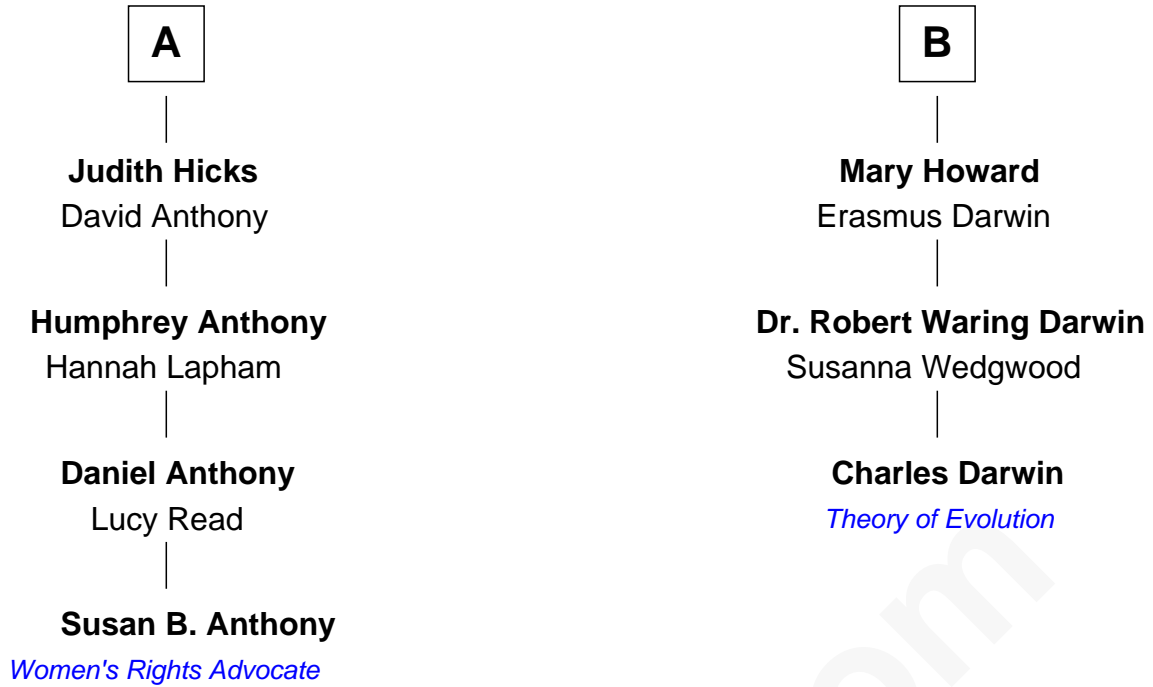 A
Judith Hicks
David Anthony
Humphrey Anthony
Hannah Lapham
Daniel Anthony
Lucy Read
Susan B. Anthony
Women's Rights Advocate
B
Mary Howard
Erasmus Darwin
Dr. Robert Waring Darwin
Susanna Wedgwood
Charles Darwin
Theory of Evolution
om